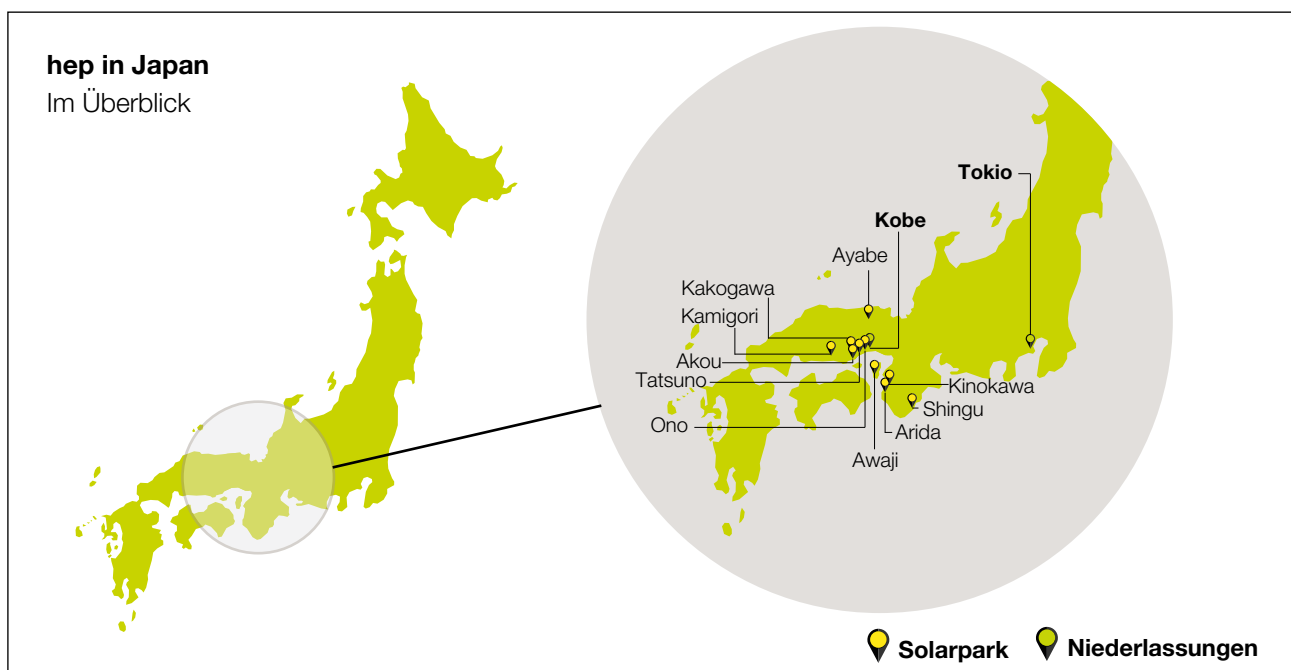 hep in Japan
Im Überblick
Tokio
Kobe
Ayabe
Kakogawa
Kamigori
Akou
Tatsuno
Kinokawa
Shingu
Ono
Arida
Awaji
Solarpark
Niederlassungen